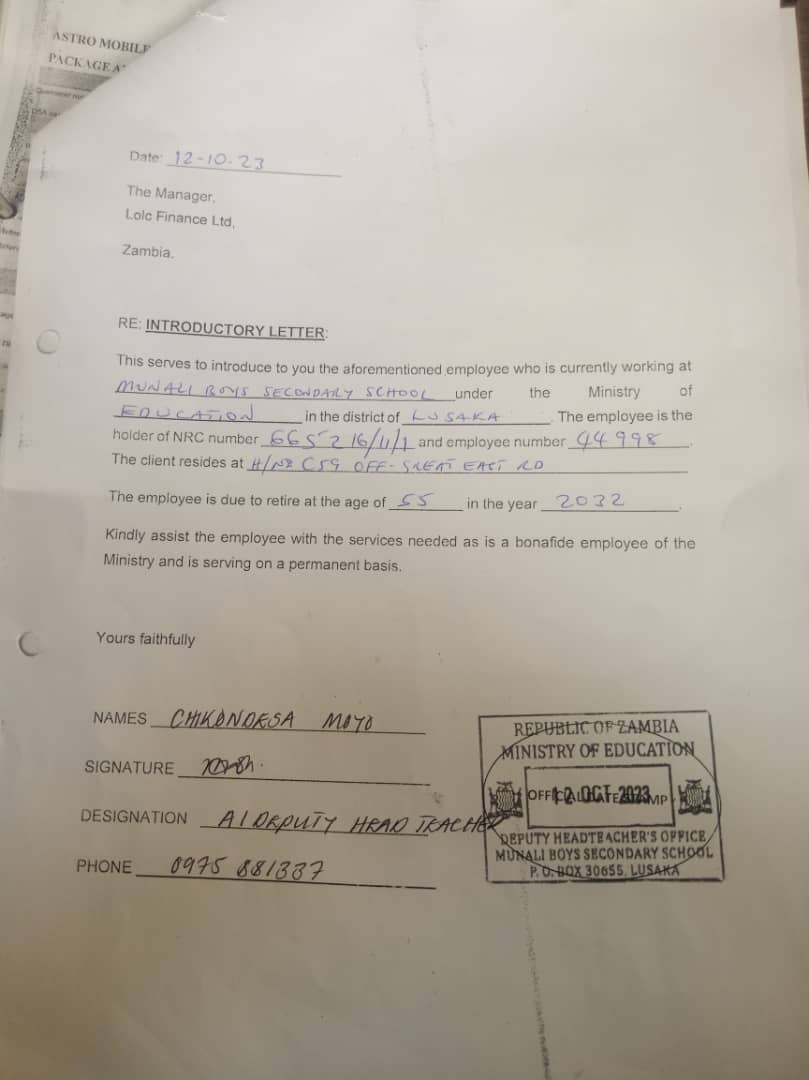 ASTRO MOBILE
PACKAGE A
Date: 12-10-23
The Manager,
Lolc Finance Ltd,
Zambia.
RE: INTRODUCTORY LETTER:
This serves to introduce to you the aforementioned employee who is currently working at
MUNALI BOYS SECONDARY SCHOOL under the Ministry of
EDUCATION in the district of LUSAKA. The employee is the
holder of NRC number 665216/11/1 and employee number 44998.
The client resides at H/NO C59 OFF- GREAT EAST RD
The employee is due to retire at the age of 55 in the year 2032.
Kindly assist the employee with the services needed as is a bonafide employee of the
Ministry and is serving on a permanent basis.
Yours faithfully
NAMES CHIKONDESA MOYO
SIGNATURE
DESIGNATION A/DEPUTY HEAD TEACHER
PHONE 0975 881337
REPUBLIC OF ZAMBIA
MINISTRY OF EDUCATION
12 OCT 2023
DEPUTY HEADTEACHER'S OFFICE
MUNALI BOYS SECONDARY SCHOOL
P. O. BOX 30655, LUSAKA